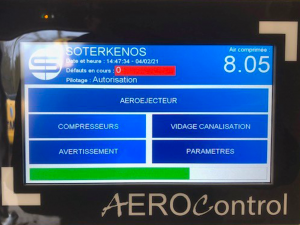 SOTERKENOS
Date et heure : 14:47:34 - 04/02/21
Air comprimée
8.05
Défauts en cours : 0
Pilotage : Autorisation
AEROEJECTEUR
COMPRESSEURS
VIDAGE CANALISATION
AVERTISSEMENT
PARAMETRES
AEROControl